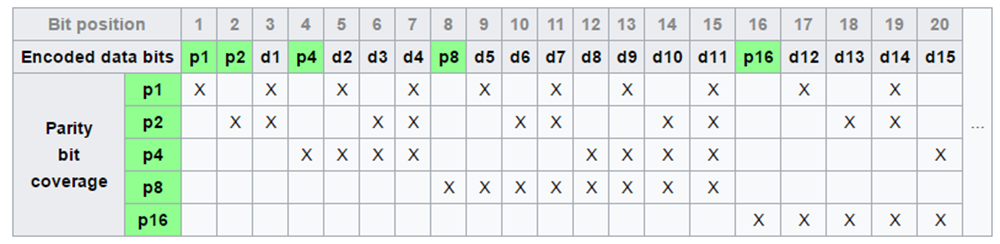 Bit position 1 2 3 4 5 6 7 8 9 10 11 12 13 14 15 16 17 18 19 20
Encoded data bits p1 p2 d1 p4 d2 d3 d4 p8 d5 d6 d7 d8 d9 d10 d11 p16 d12 d13 d14 d15
Parity
bit
coverage
p1 X X X X X X X X X X
p2 X X X X X X X X X X
...
p4 X X X X X X X X X
p8 X X X X X X X X
p16 X X X X X